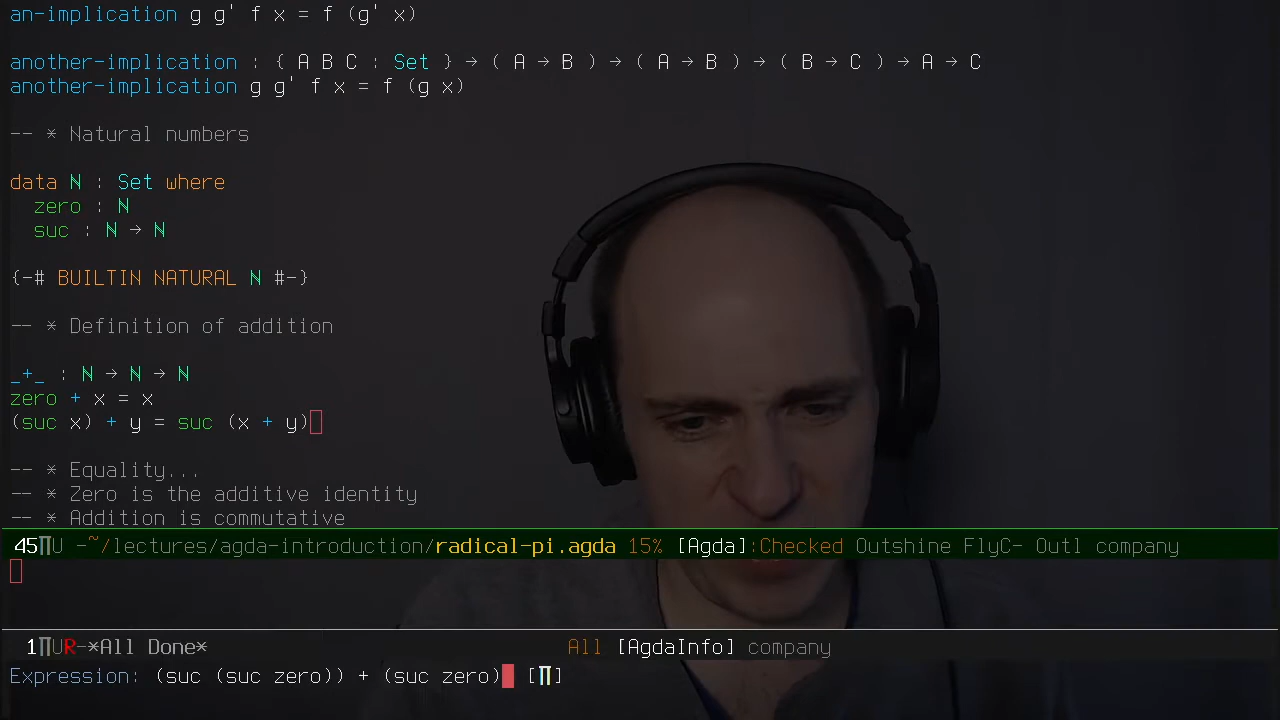 an-implication g g' f x = f (g' x)
another-implication : { A B C : Set } → ( A → B ) → ( A → B ) → ( B → C ) → A → C
another-implication g g' f x = f (g x)
-- * Natural numbers
data N : Set where
zero : N
suc : N → N
{-# BUILTIN NATURAL N #-}
-- * Definition of addition
_+_ : N → N → N
zero + x = x
(suc x) + y = suc (x + y)
-- * Equality...
-- * Zero is the additive identity
-- * Addition is commutative
45∏U -~/lectures/agda-introduction/radical-pi.agda 15% [Agda]:Checked Outshine FlyC- Outl company
1∏UR-*All Done* All [AgdaInfo] company
Expression: (suc (suc zero)) + (suc zero) [∏]